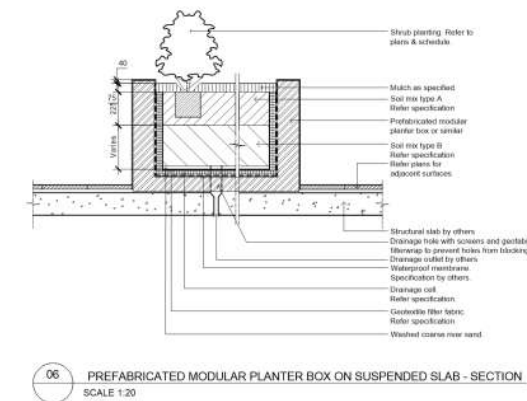 Shrub planting. Refer to
plans & schedule
40
Mulch as specified
75
Soil mix type A
Refer specification
225
Prefabricated modular
planter box or similar
Varies
Soil mix type B
Refer specification
Refer plans for
adjacent surfaces
Structural slab by others
Drainage hole with screens and geofabric
filterwrap to prevent holes from blocking
Drainage outlet by others
Waterproof membrane.
Specification by others
Drainage cell.
Refer specification
Geotextile filter fabric
Refer specification
Washed coarse river sand
06
PREFABRICATED MODULAR PLANTER BOX ON SUSPENDED SLAB - SECTION
SCALE 1:20